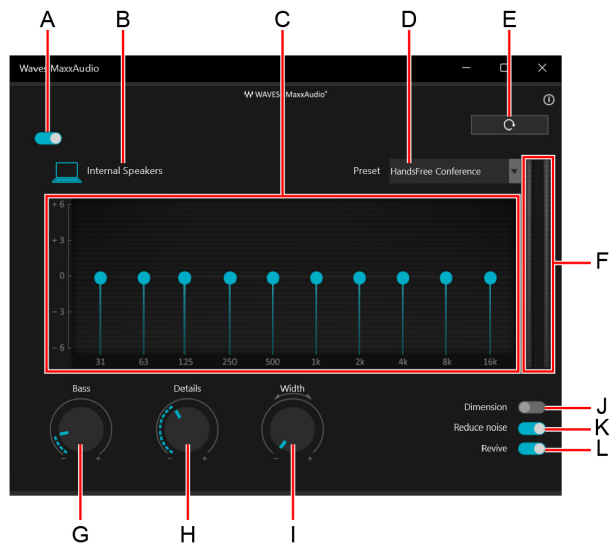 A B C D E
Waves MaxxAudio
WAVES MaxxAudio®
Internal Speakers
Preset HandsFree Conference
+ 6
+ 3
0
- 3
- 6
31 63 125 250 500 1k 2k 4k 8k 16k
F
Bass Details Width
- + - + - +
Dimension J
Reduce noise K
Revive L
G H I